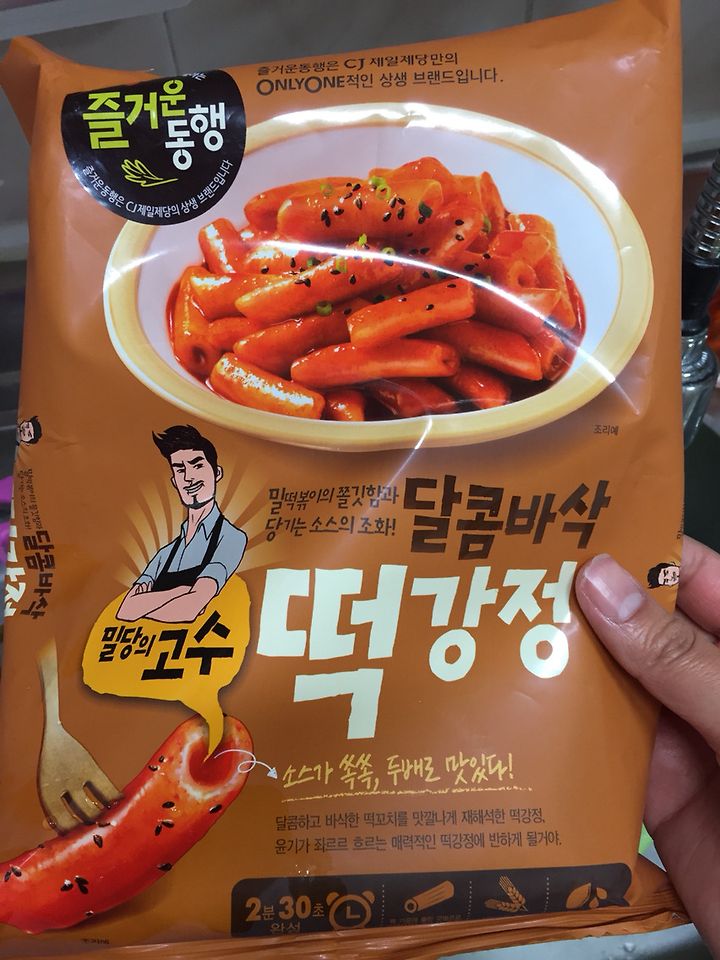 즐거운동행은 CJ 제일제당만의
ONLYONE적인 상생 브랜드입니다.
즐거운
동행
즐거운동행은 CJ제일제당의 상생 브랜드입니다
조리예
밀떡볶이의 쫄깃함과
당기는 소스의 조화!
달콤바삭
떡강정
밀당의
고수
소스가 쏙쏙, 두배로 맛있다!
달콤하고 바삭한 떡꼬치를 맛깔나게 재해석한 떡강정,
윤기가 좌르르 흐르는 매력적인 떡강정에 반하게 될거야.
2분 30초
완성
달콤바삭